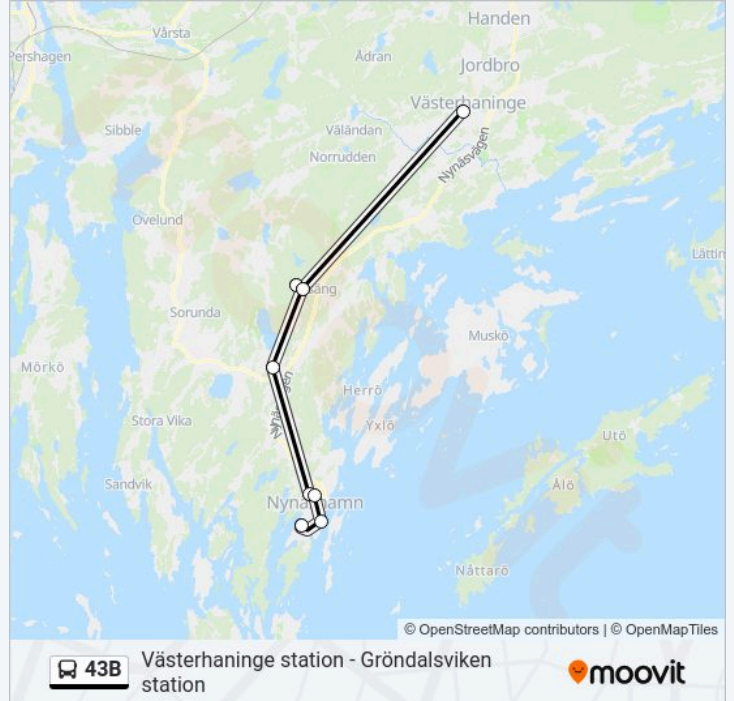 Handen
Vårsta
Pershagen
Ådran
Jordbro
Västerhaninge
Sibble
Väländan
Norrudden
Nynäsvägen
Ovelund
Sorunda
Muskö
Mörkö
Herrö
Yxlö
Stora Vika
Utö
Ålö
Sandvik
Nåttarö
© OpenStreetMap contributors | © OpenMapTiles
43B
Västerhaninge station - Gröndalsviken
station
moovit